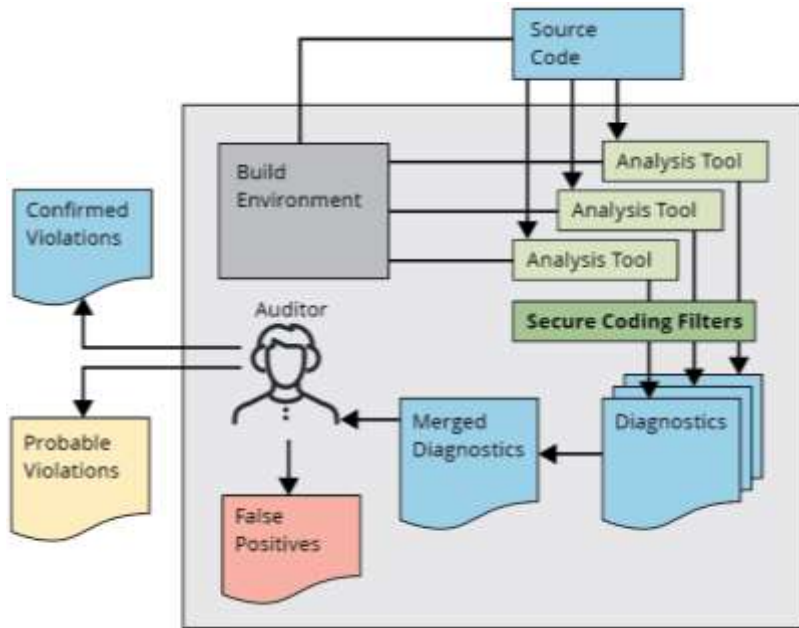 Source
Code
Build
Environment
Analysis Tool
Analysis Tool
Analysis Tool
Confirmed
Violations
Auditor
Secure Coding Filters
Probable
Violations
Merged
Diagnostics
Diagnostics
False
Positives